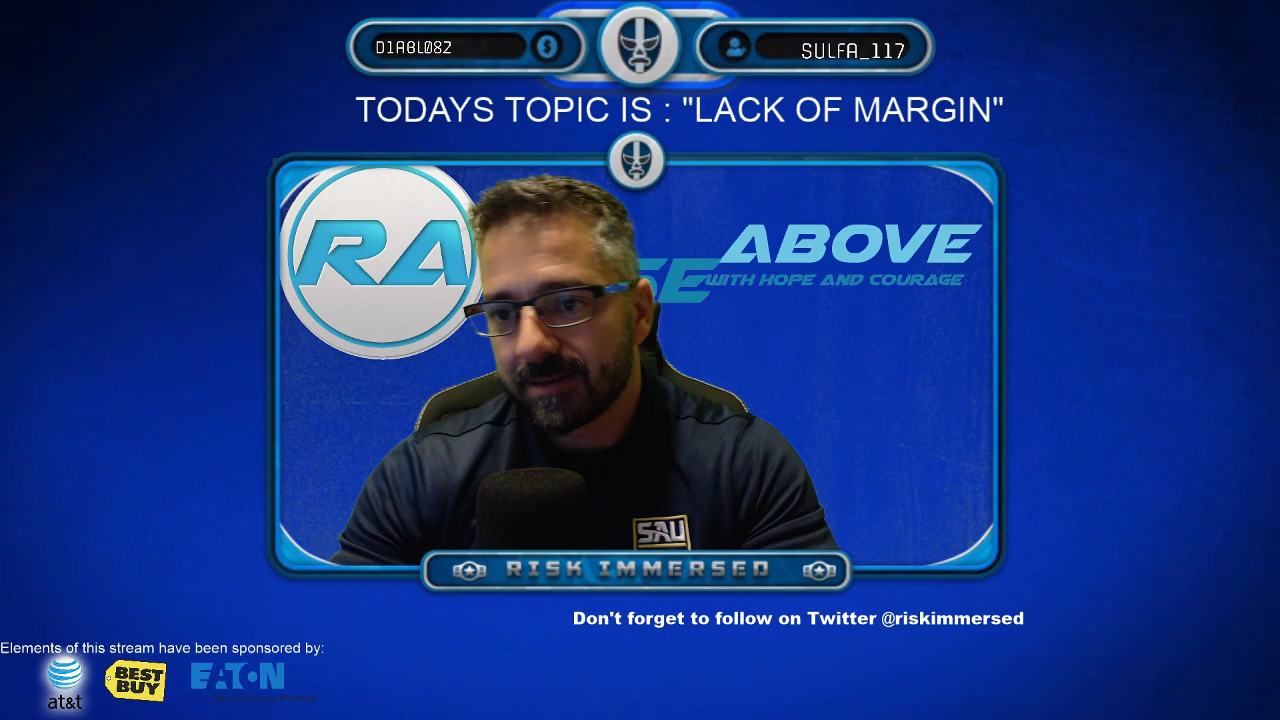 D1ABL082
SULFA_117
TODAYS TOPIC IS : "LACK OF MARGIN"
RA
ABOVE
SE
WITH HOPE AND COURAGE
SAU
RISK IMMERSED
Don't forget to follow on Twitter @riskimmersed
Elements of this stream have been sponsored by:
at&t
BEST
BUY
EATON